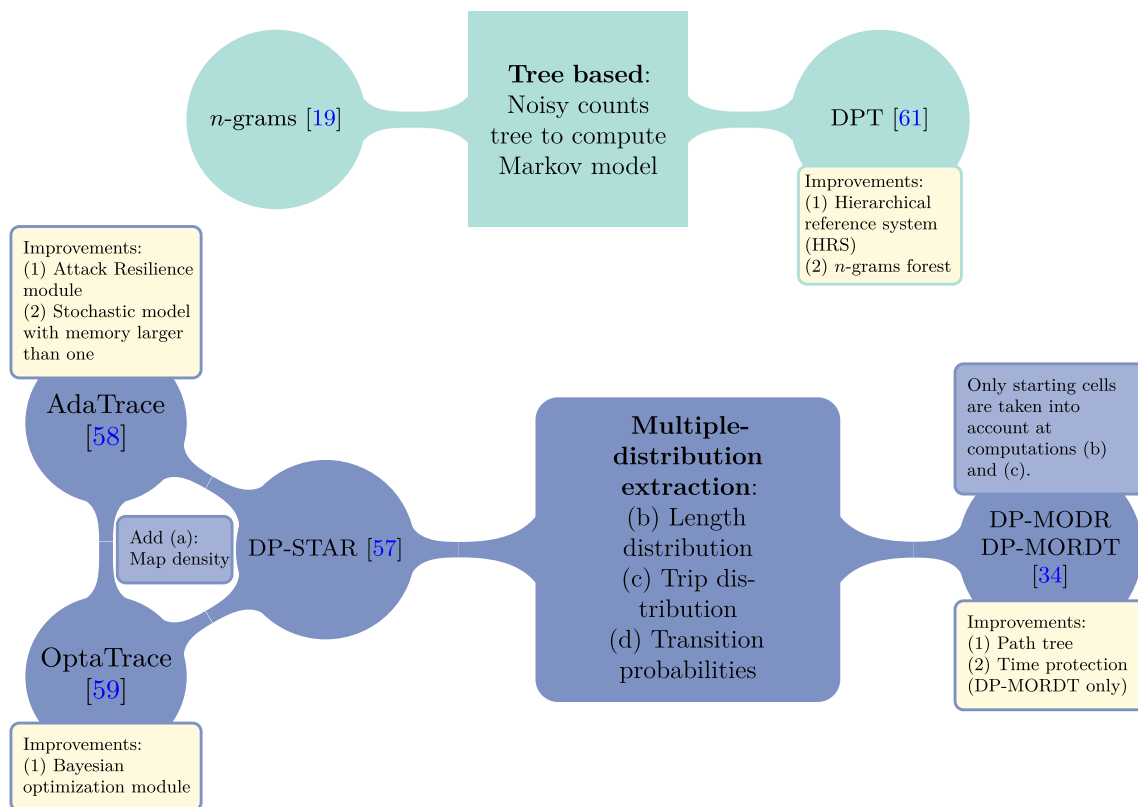 n-grams [19]
Tree based:
Noisy counts
tree to compute
Markov model
DPT [61]
Improvements:
(1) Hierarchical
reference system
(HRS)
(2) n-grams forest
Improvements:
(1) Attack Resilience
module
(2) Stochastic model
with memory larger
than one
AdaTrace
[58]
Add (a):
Map density
DP-STAR [57]
OptaTrace
[59]
Improvements:
(1) Bayesian
optimization module
Multiple-
distribution
extraction:
(b) Length
distribution
(c) Trip dis-
tribution
(d) Transition
probabilities
Only starting cells
are taken into
account at
computations (b)
and (c).
DP-MODR
DP-MORDT
[34]
Improvements:
(1) Path tree
(2) Time protection
(DP-MORDT only)